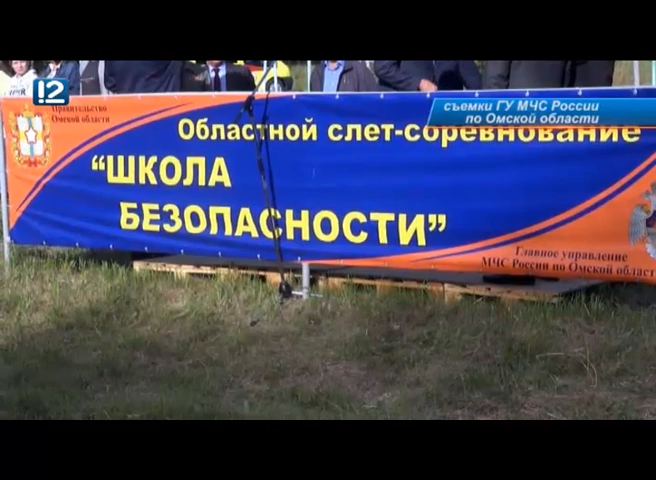 12
съемки ГУ МЧС России
по Омской области
Правительство
Омской области
Областной слет-соревнование
"ШКОЛА
БЕЗОПАСНОСТИ"
Главное управление
МЧС России по Омской области